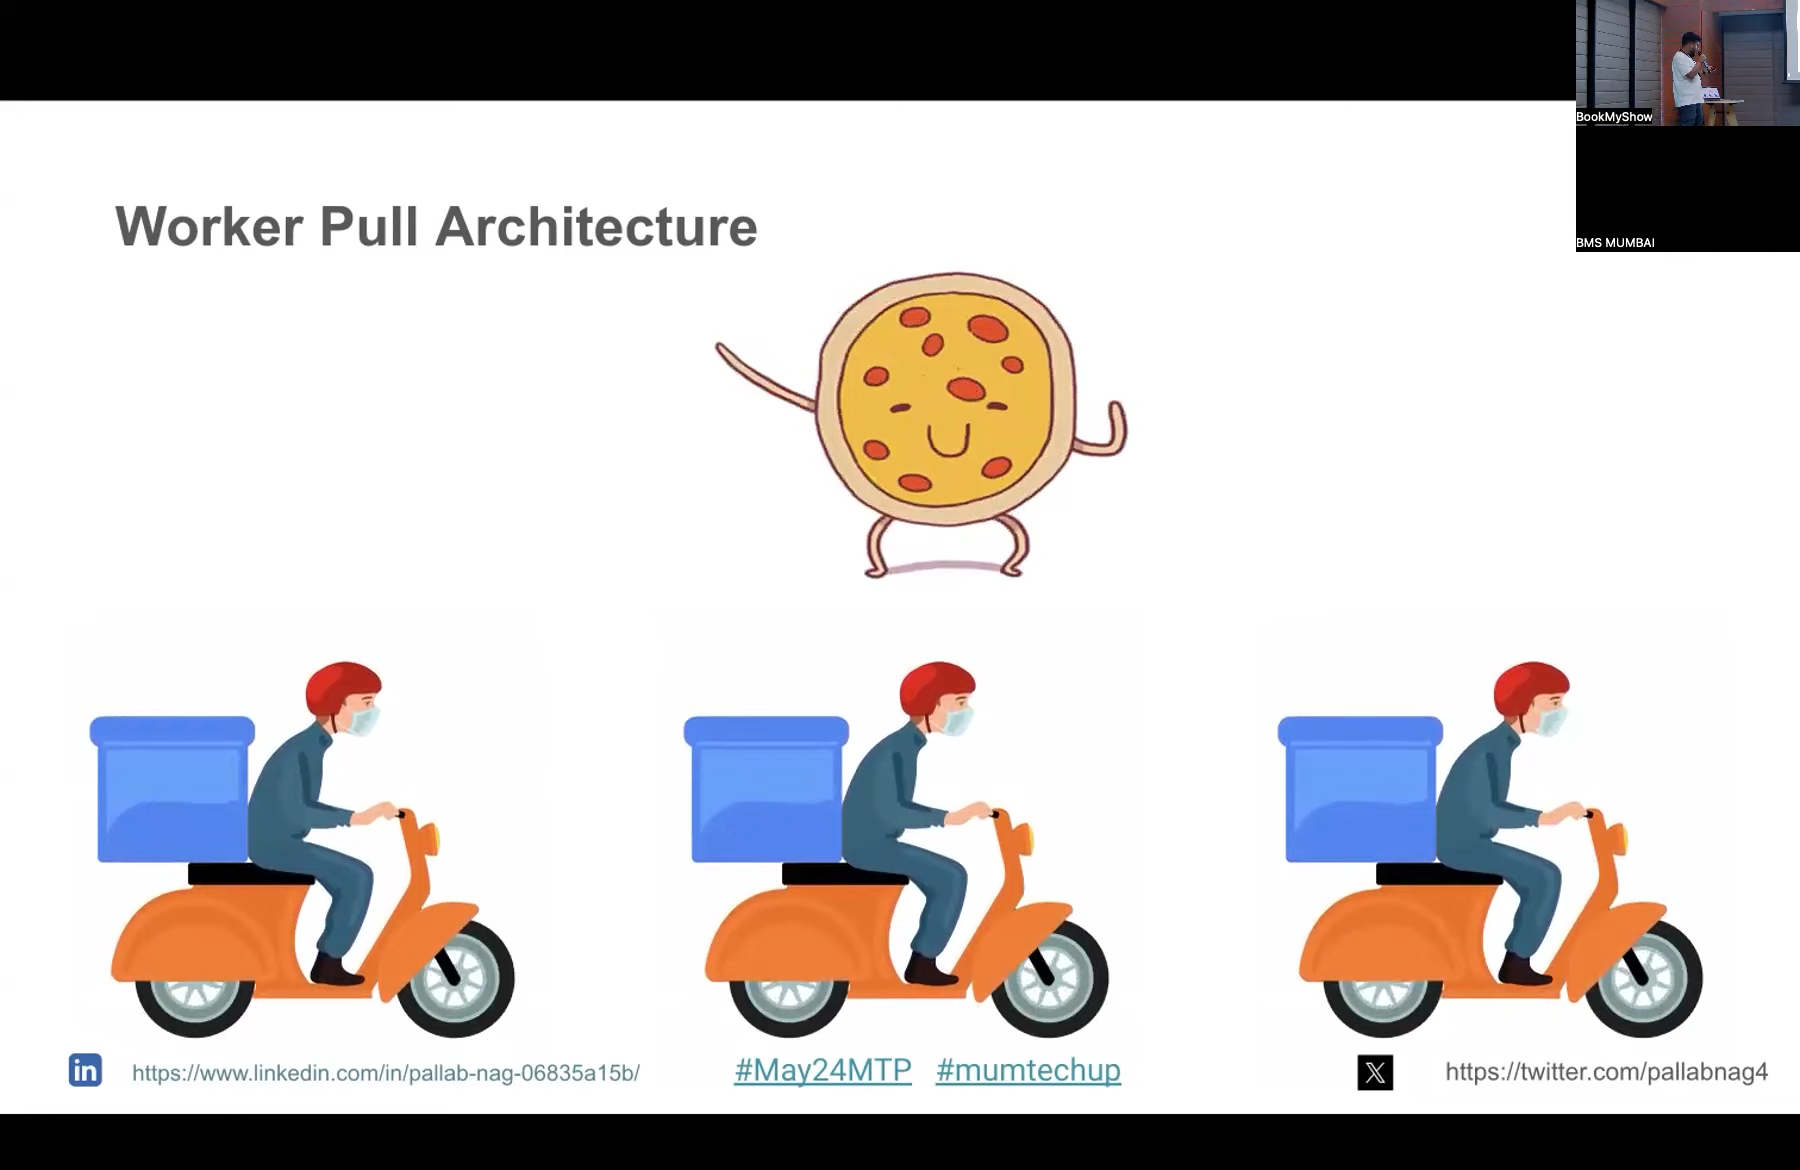 BookMyShow
BMS MUMBAI
Worker Pull Architecture
in https://www.linkedin.com/in/pallab-nag-06835a15b/
#May24MTP #mumtechup
X https://twitter.com/pallabnag4